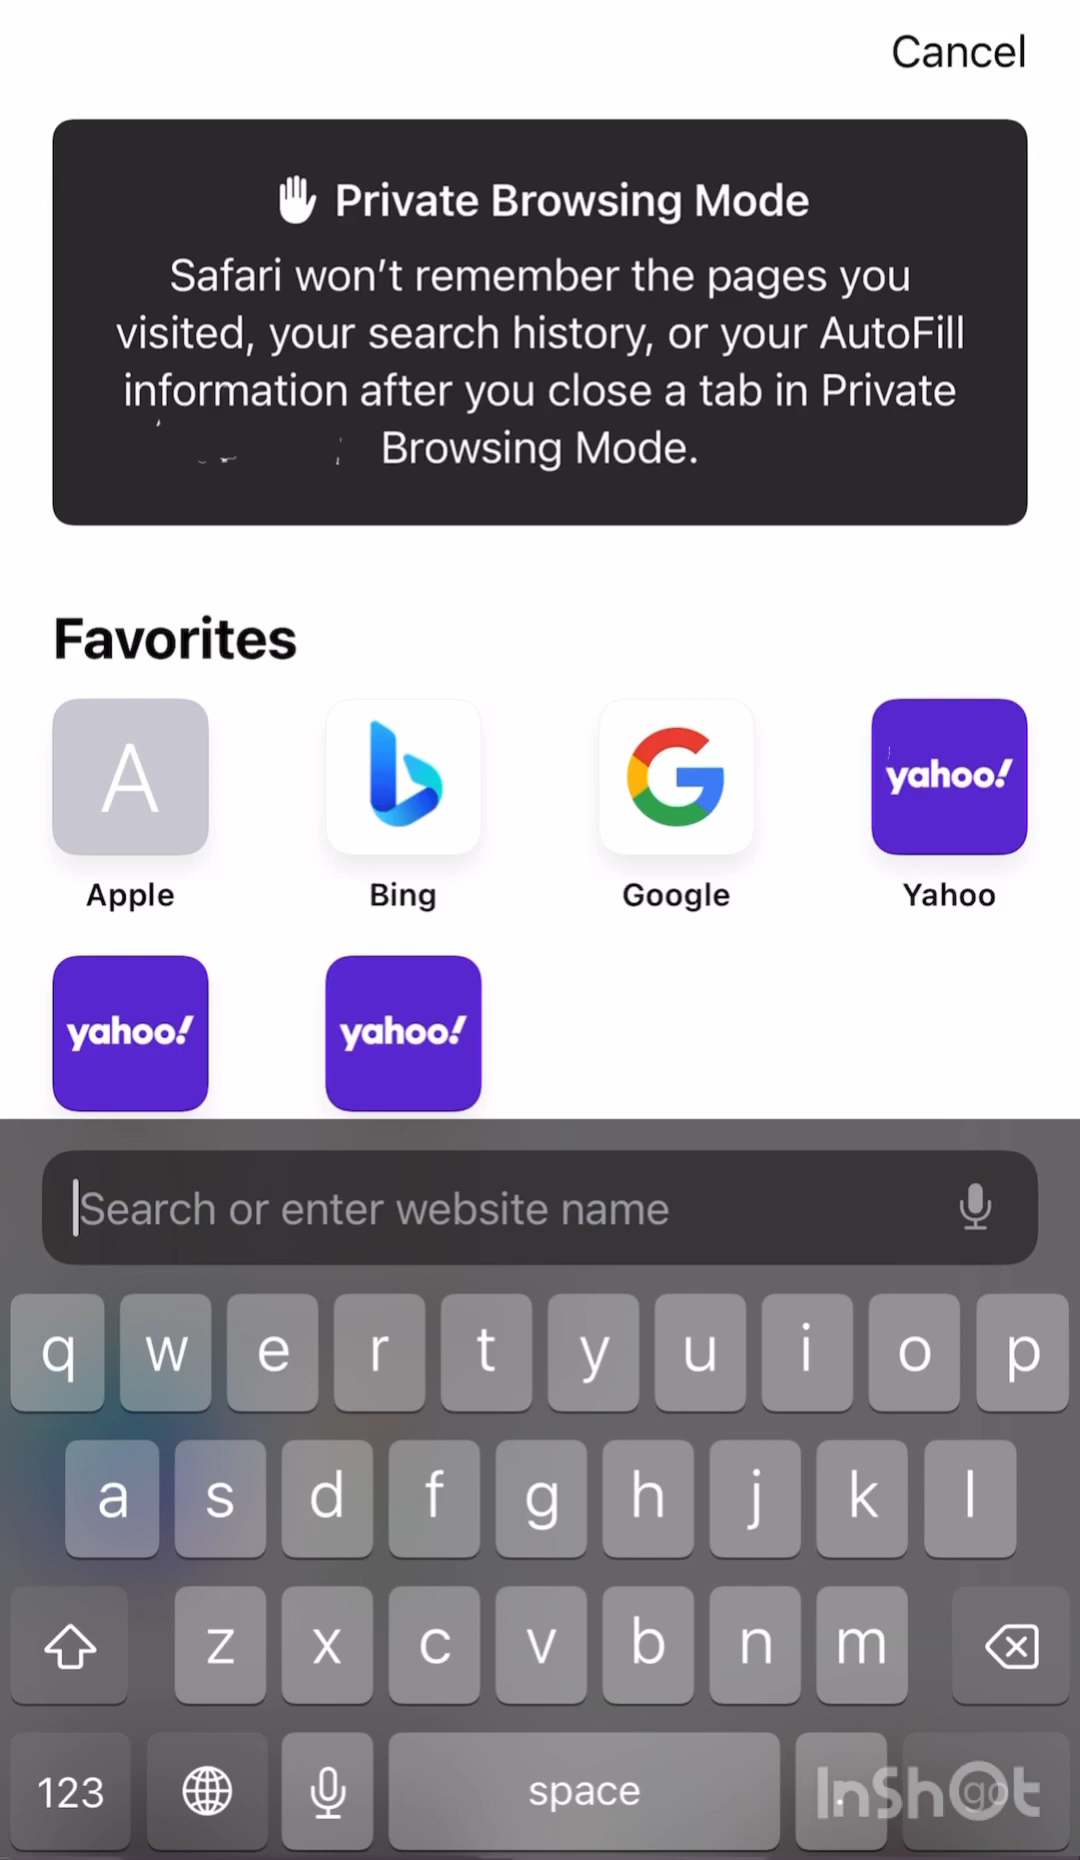 Cancel
Private Browsing Mode
Safari won't remember the pages you
visited, your search history, or your AutoFill
information after you close a tab in Private
Browsing Mode.
Favorites
A
G
yahoo!
Apple
Bing
Google
Yahoo
yahoo!
yahoo!
Search or enter website name
q w e r t y u i o p
a s d f g h j k l
z x c v b n m
123
space
.
go
InShOt